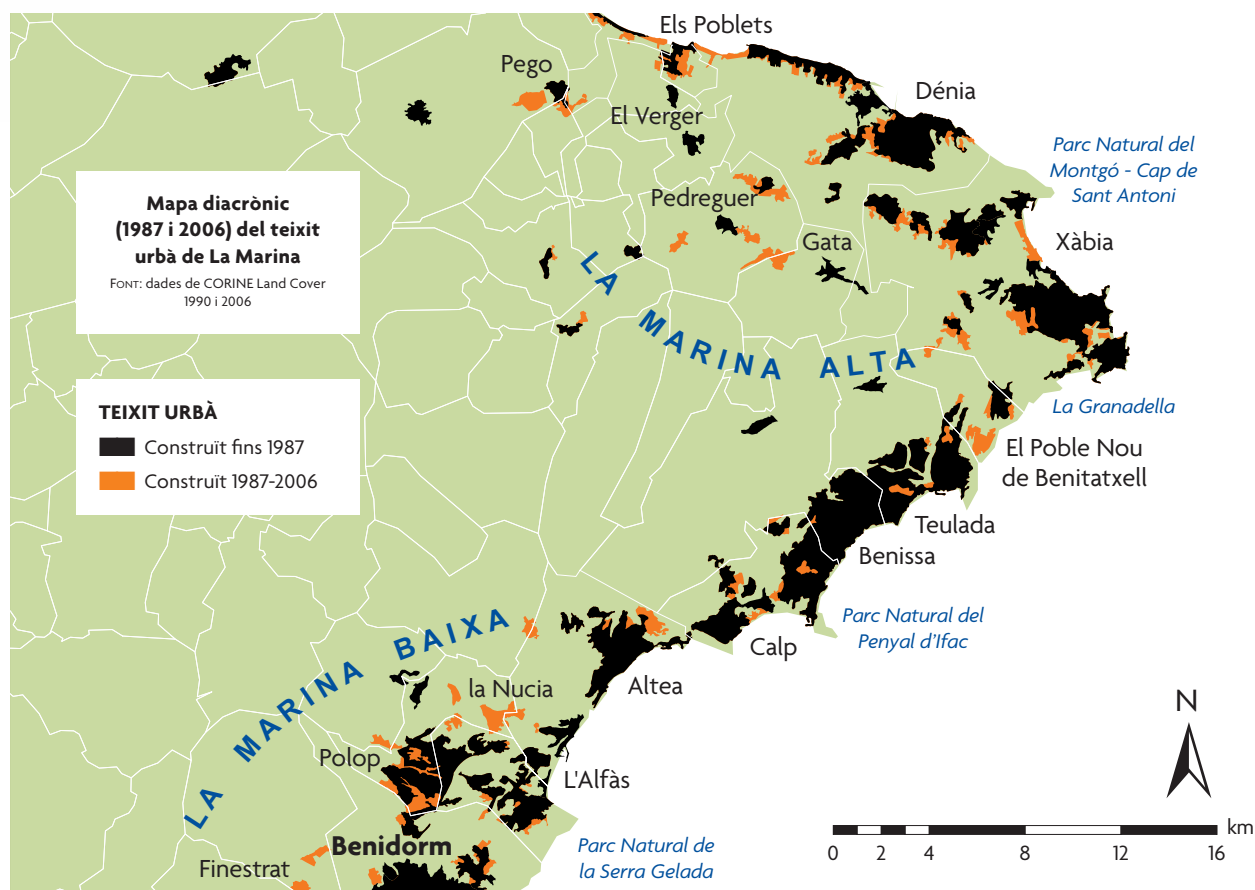 Els Poblets
Pego
Dénia
El Verger
Parc Natural del
Montgó - Cap de
Sant Antoni
Mapa diacrònic
(1987 i 2006) del teixit
urbà de La Marina
FONT: dades de CORINE Land Cover
1990 i 2006
Pedreguer
Gata
Xàbia
LA MARINA ALTA
TEIXIT URBÀ
Construït fins 1987
Construït 1987-2006
La Granadella
El Poble Nou
de Benitatxell
Teulada
Benissa
Parc Natural del
Penyal d'Ifac
Calp
LA MARINA BAIXA
Altea
la Nucia
Polop
L'Alfàs
N
km
0 2 4 8 12 16
Benidorm
Parc Natural de
la Serra Gelada
Finestrat